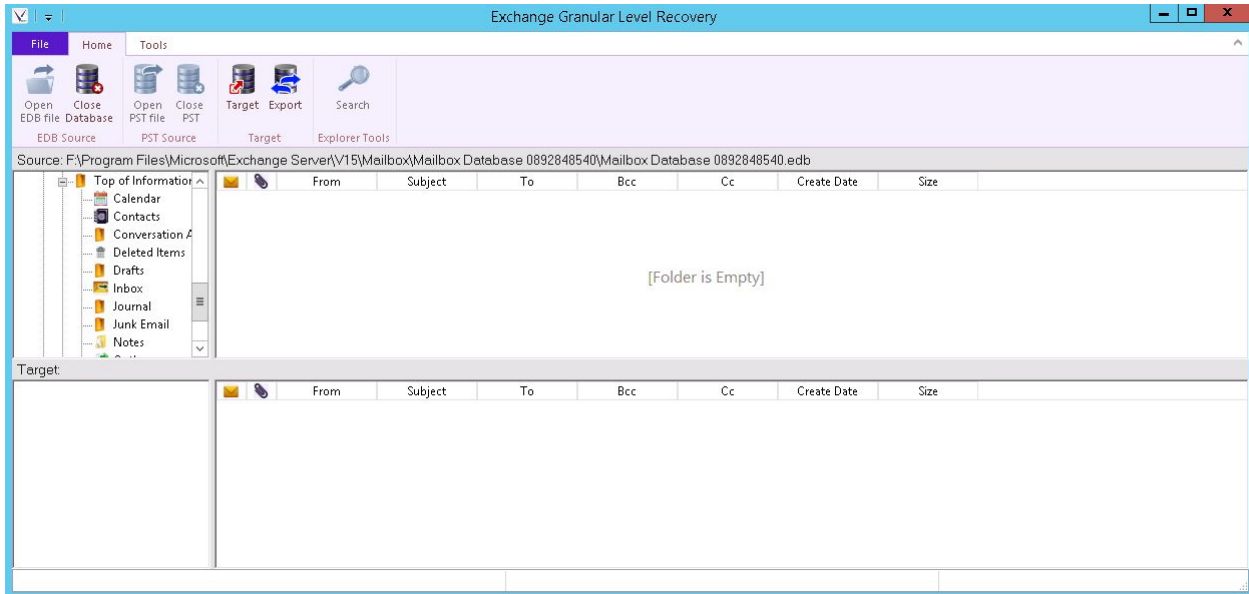 Exchange Granular Level Recovery
File Home Tools
Open EDB file
Close Database
Open PST file
Close PST
Target
Export
Search
EDB Source PST Source Target Explorer Tools
Source: F:\Program Files\Microsoft\Exchange Server\V15\Mailbox\Mailbox Database 0892848540\Mailbox Database 0892848540.edb
Top of Information
From Subject To Bcc Cc Create Date Size
Calendar
Contacts
Conversation A
Deleted Items
Drafts
[Folder is Empty]
Inbox
Journal
Junk Email
Notes
Target:
From Subject To Bcc Cc Create Date Size